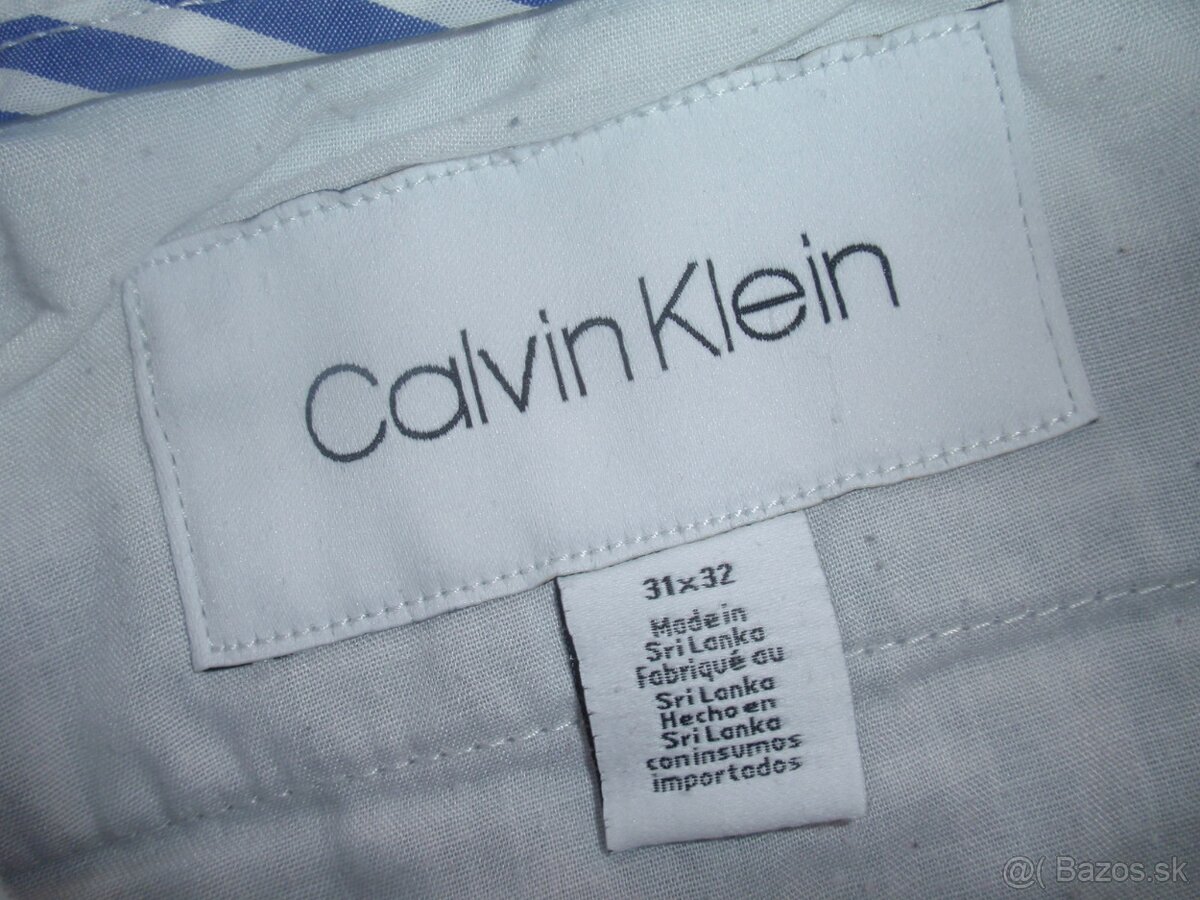 Calvin Klein
31x32
Made in
Sri Lanka
Fabriqué au
Sri Lanka
Hecho en
Sri Lanka
con insumos
importados
@( Bazos.sk